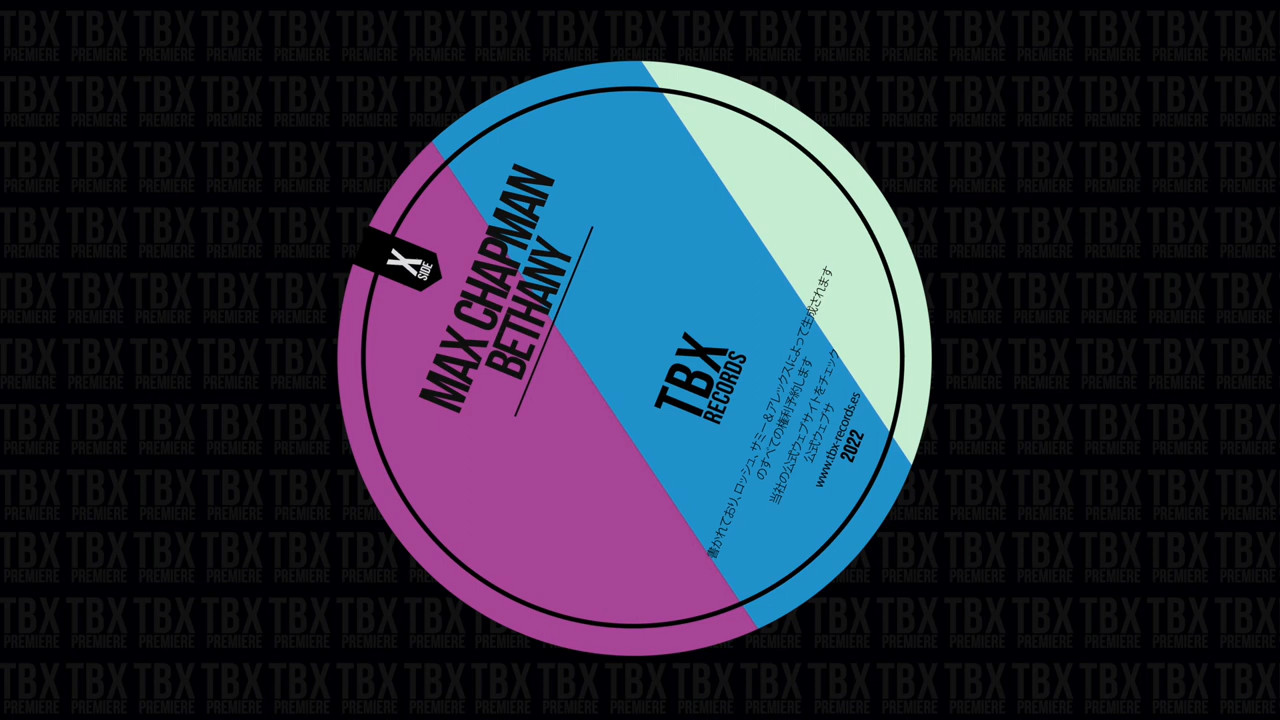 X
SIDE
MAX CHAPMAN
BETHANY
TBX
RECORDS
書かれており、ロッシュ、サミー&アレックスによって生成されます
のすべての権利予約します
当社の公式ウェブサイトをチェック
公式ウェブサ
www.tbx-records.es
2022
TBX
PREMIERE